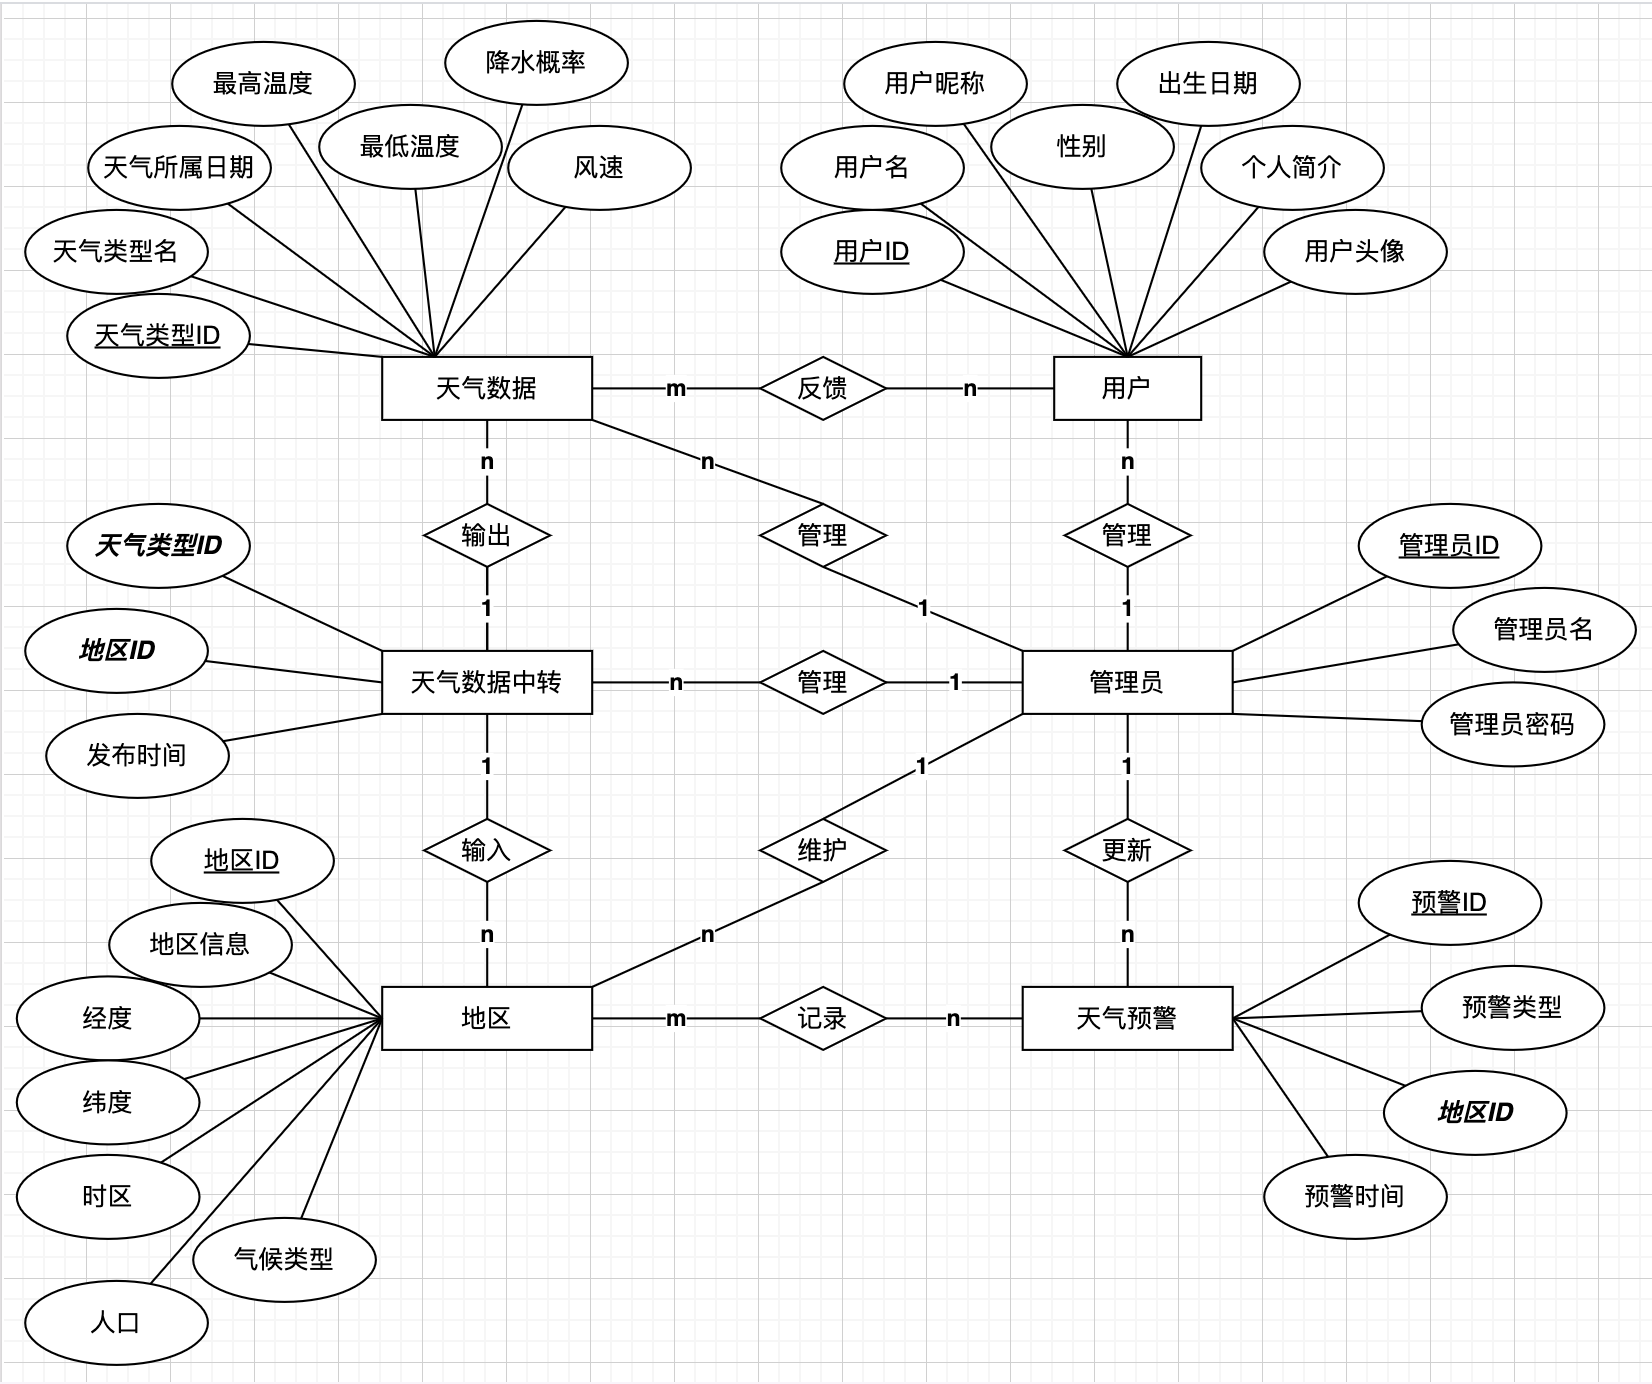 降水概率
最高温度
最低温度
天气所属日期
风速
天气类型名
天气类型ID
用户昵称
出生日期
性别
用户名
个人简介
用户ID
用户头像
天气数据
m
反馈
n
用户
n
n
n
输出
管理
管理
1
1
1
天气类型ID
地区ID
发布时间
天气数据中转
n
管理
1
管理员
管理员ID
管理员名
管理员密码
1
1
1
输入
维护
更新
n
n
n
地区ID
地区信息
经度
纬度
时区
人口
气候类型
地区
m
记录
n
天气预警
预警ID
预警类型
地区ID
预警时间